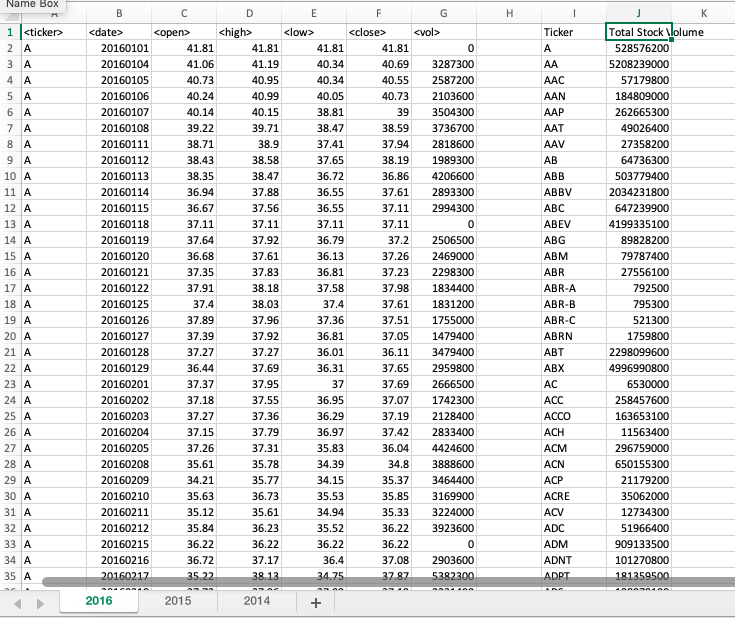 Name Box
A B C D E F G H I J K
1 <ticker> <date> <open> <high> <low> <close> <vol> Ticker Total Stock Volume
2 A 20160101 41.81 41.81 41.81 41.81 0 A 528576200
3 A 20160104 41.06 41.19 40.34 40.69 3287300 AA 5208239000
4 A 20160105 40.73 40.95 40.34 40.55 2587200 AAC 57179800
5 A 20160106 40.24 40.99 40.05 40.73 2103600 AAN 184809000
6 A 20160107 40.14 40.15 38.81 39 3504300 AAP 262665300
7 A 20160108 39.22 39.71 38.47 38.59 3736700 AAT 49026400
8 A 20160111 38.71 38.9 37.41 37.94 2818600 AAV 27358200
9 A 20160112 38.43 38.58 37.65 38.19 1989300 AB 64736300
10 A 20160113 38.35 38.47 36.72 36.86 4206600 ABB 503779400
11 A 20160114 36.94 37.88 36.55 37.61 2893300 ABBV 2034231800
12 A 20160115 36.67 37.56 36.55 37.11 2994300 ABC 647239900
13 A 20160118 37.11 37.11 37.11 37.11 0 ABEV 4199335100
14 A 20160119 37.64 37.92 36.79 37.2 2506500 ABG 89828200
15 A 20160120 36.68 37.61 36.13 37.26 2469000 ABM 79787400
16 A 20160121 37.35 37.83 36.81 37.23 2298300 ABR 27556100
17 A 20160122 37.91 38.18 37.58 37.98 1834400 ABR-A 792500
18 A 20160125 37.4 38.03 37.4 37.61 1831200 ABR-B 795300
19 A 20160126 37.89 37.96 37.36 37.51 1755000 ABR-C 521300
20 A 20160127 37.39 37.92 36.81 37.05 1479400 ABRN 1759800
21 A 20160128 37.27 37.27 36.01 36.11 3479400 ABT 2298099600
22 A 20160129 36.44 37.69 36.31 37.65 2959800 ABX 4996990800
23 A 20160201 37.37 37.95 37 37.69 2666500 AC 6530000
24 A 20160202 37.18 37.55 36.95 37.07 1742300 ACC 258457600
25 A 20160203 37.27 37.36 36.29 37.19 2128400 ACCO 163653100
26 A 20160204 37.15 37.79 36.97 37.42 2833400 ACH 11563400
27 A 20160205 37.26 37.31 35.83 36.04 4424600 ACM 296759000
28 A 20160208 35.61 35.78 34.39 34.8 3888600 ACN 650155300
29 A 20160209 34.21 35.77 34.15 35.37 3464400 ACP 21179200
30 A 20160210 35.63 36.73 35.53 35.85 3169900 ACRE 35062000
31 A 20160211 35.12 35.61 34.94 35.33 3224000 ACV 12734300
32 A 20160212 35.84 36.23 35.52 36.22 3923600 ADC 51966400
33 A 20160215 36.22 36.22 36.22 36.22 0 ADM 909133500
34 A 20160216 36.72 37.17 36.4 37.08 2903600 ADNT 101270800
35 A 20160217 35.22 38.13 34.75 37.87 5382300 ADPT 181359500
2016 2015 2014 +